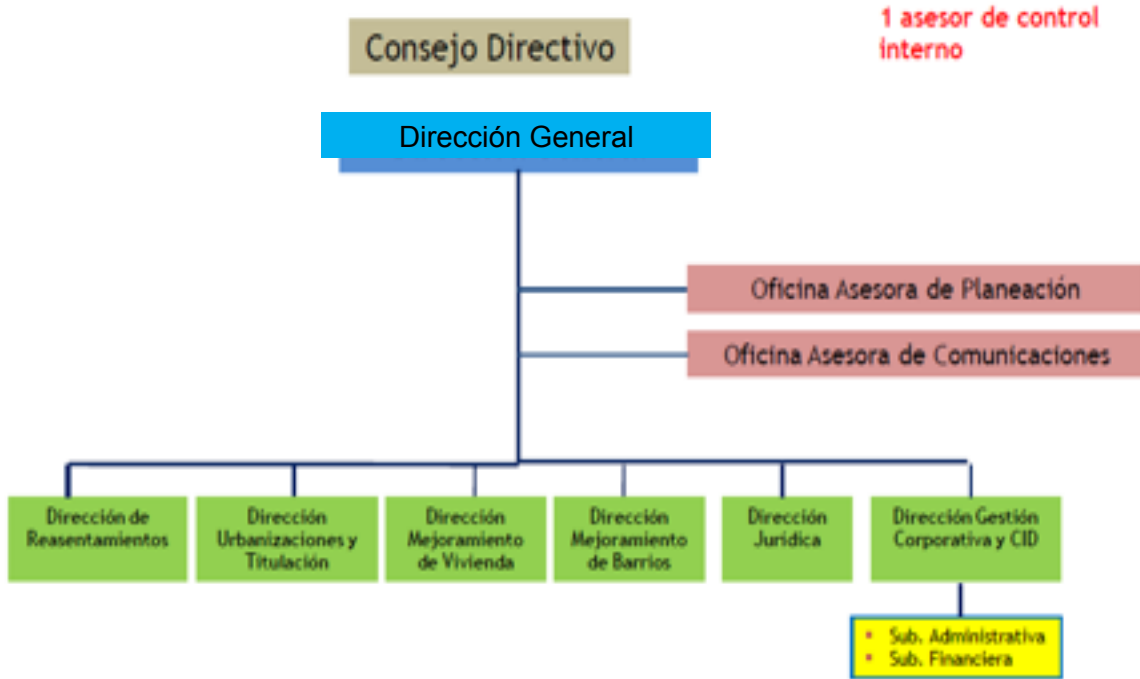 1 asesor de control
interno
Consejo Directivo
Dirección General
Oficina Asesora de Planeación
Oficina Asesora de Comunicaciones
Dirección de
Reasentamientos
Dirección
Urbanizaciones y
Titulación
Dirección
Mejoramiento
de Vivienda
Dirección
Mejoramiento
de Barrios
Dirección
Jurídica
Dirección Gestión
Corporativa y CID
▪ Sub. Administrativa
▪ Sub. Financiera